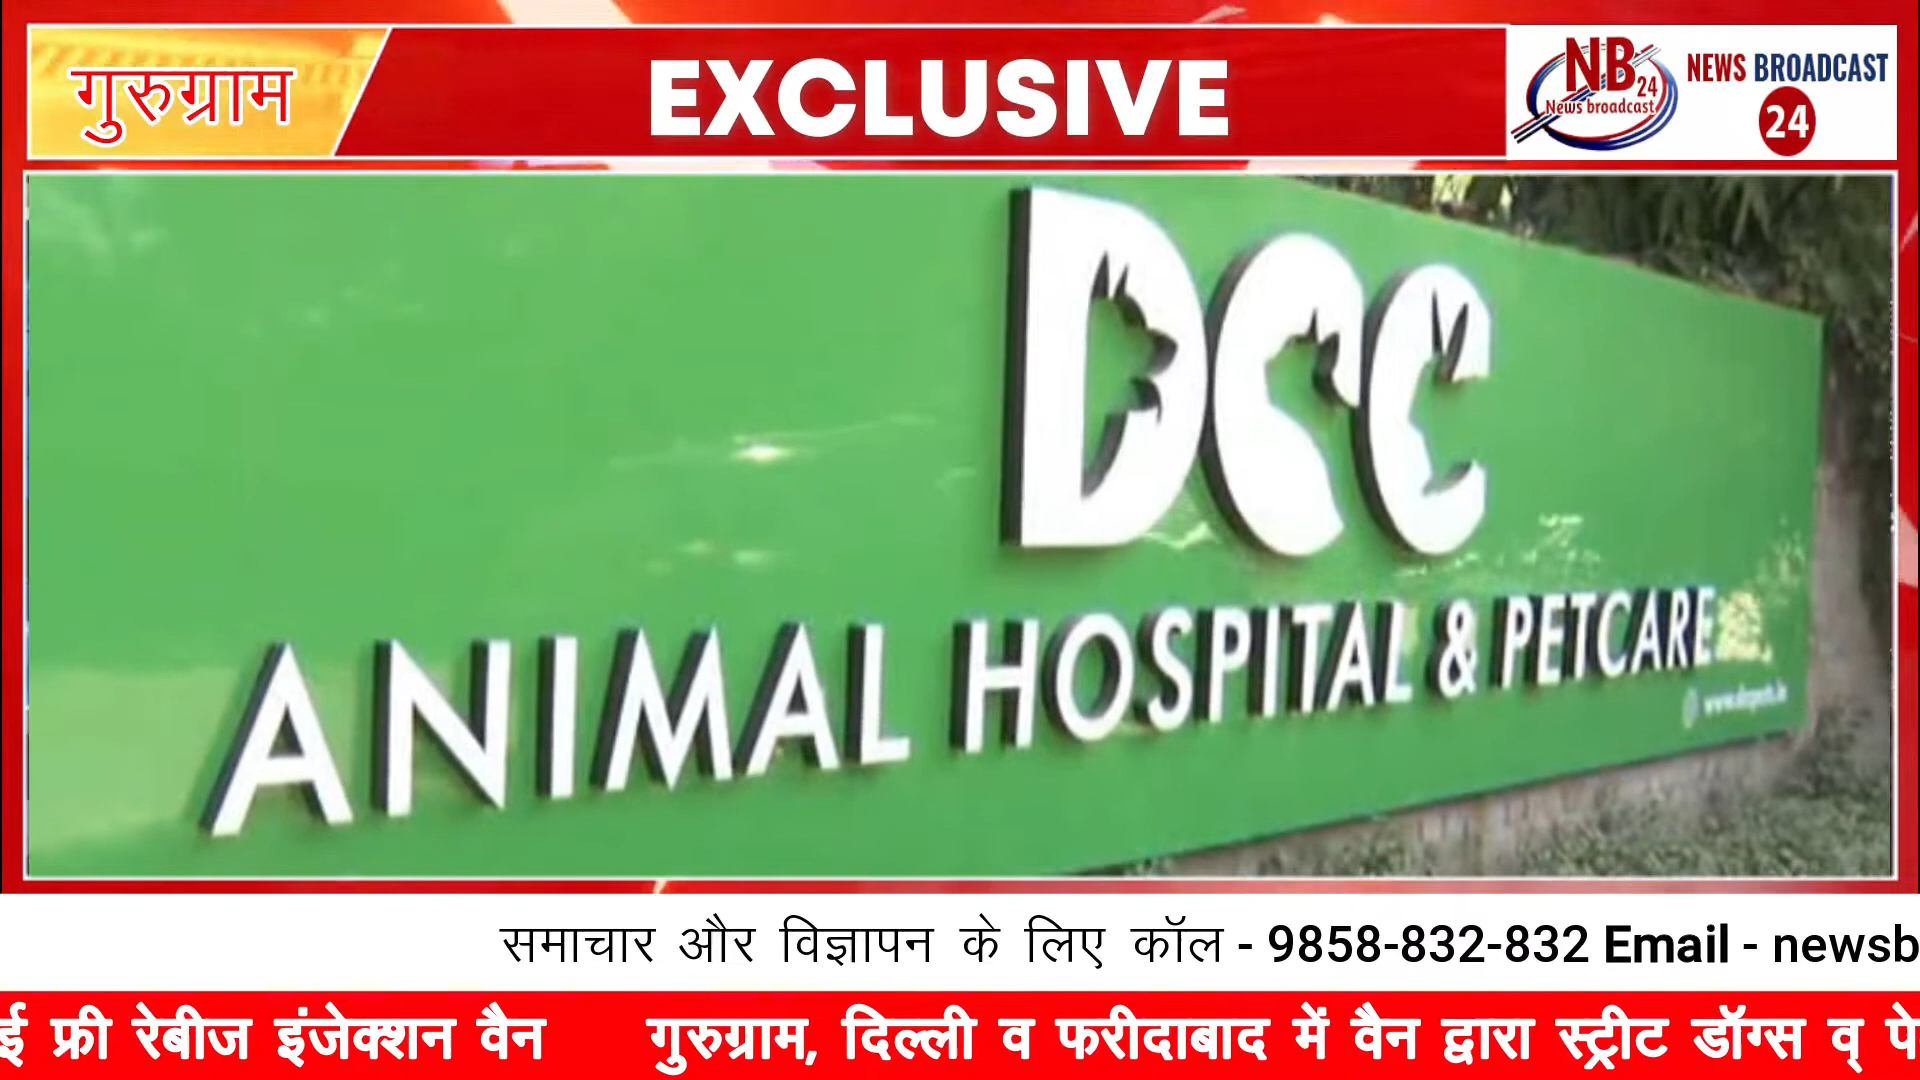 गुरुग्राम
EXCLUSIVE
NB 24
News broadcast
NEWS BROADCAST
24
DCC
ANIMAL HOSPITAL & PETCARE
समाचार और विज्ञापन के लिए कॉल - 9858-832-832 Email - newsb
ई फ्री रेबीज इंजेक्शन वैन गुरुग्राम, दिल्ली व फरीदाबाद में वैन द्वारा स्ट्रीट डॉग्स व् पे